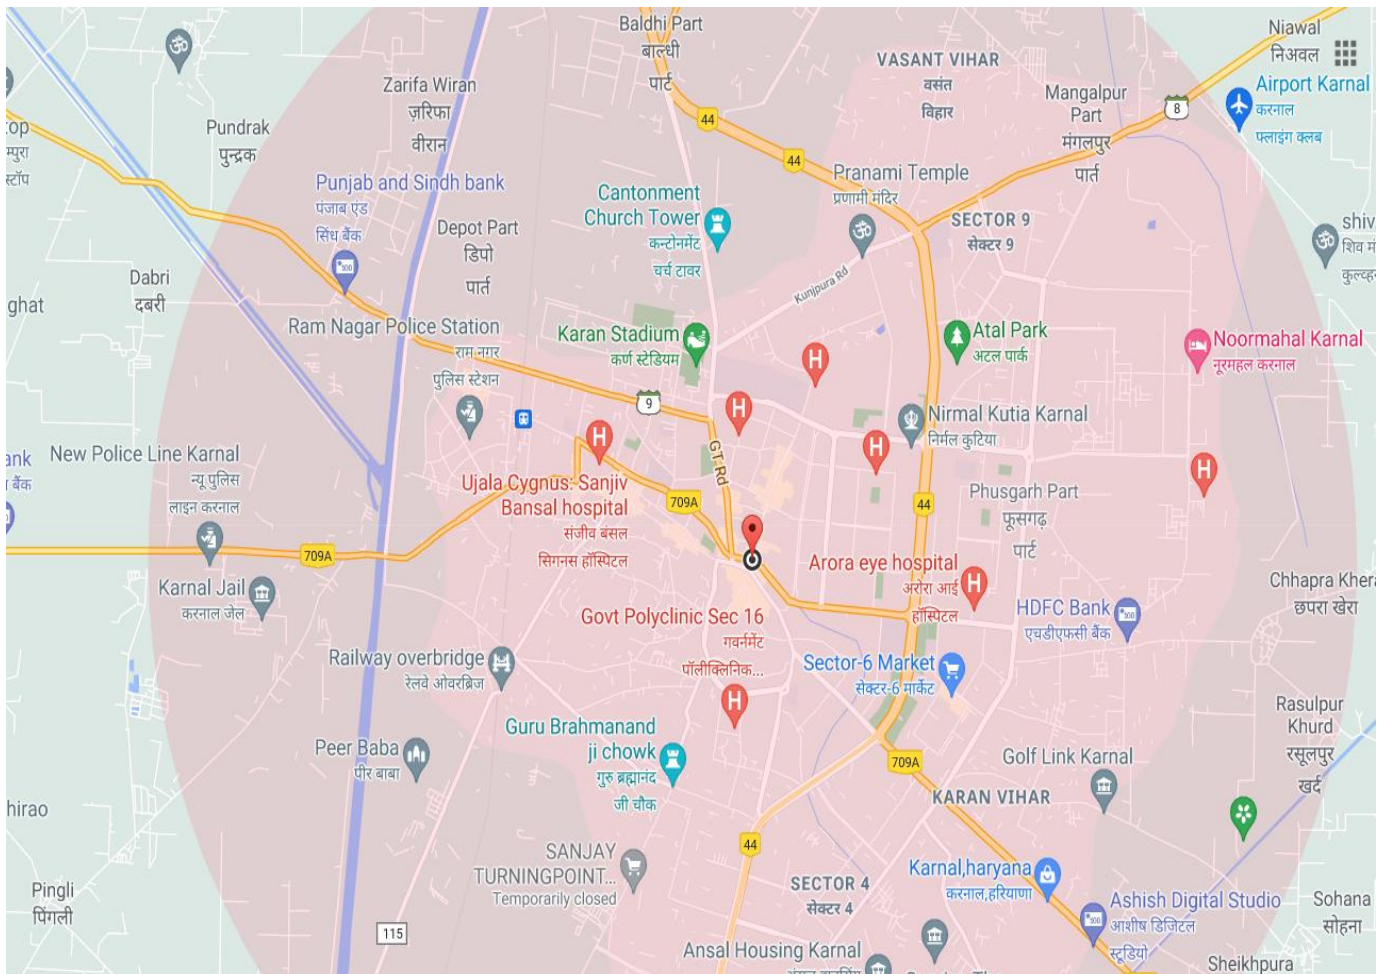 Baldhi Part
बाल्धी
पार्ट
Niawal
निअवल
VASANT VIHAR
वसंत
विहार
Airport Karnal
करनाल
फ्लाइंग क्लब
Zarifa Wiran
ज़रिफा
वीरान
Mangalpur
Part
मंगलपुर
पार्त
8
44
44
Pundrak
पुन्द्रक
स्टॉप
Punjab and Sindh bank
पंजाब एंड
सिंध बैंक
Cantonment
Church Tower
कन्टोनमेंट
चर्च टावर
Pranami Temple
प्रणामी मंदिर
SECTOR 9
सेक्टर 9
Depot Part
डिपो
पार्त
Kunjpura Rd
Dabri
दबरी
ghat
Ram Nagar Police Station
राम नगर
पुलिस स्टेशन
Karan Stadium
कर्ण स्टेडियम
Atal Park
अटल पार्क
Noormahal Karnal
नूरमहल करनाल
9
H
H
H
H
H
GT Rd
Nirmal Kutia Karnal
निर्मल कुटिया
New Police Line Karnal
न्यू पुलिस
लाइन करनाल
Ujala Cygnus: Sanjiv
Bansal hospital
संजीव बंसल
सिगनस हॉस्पिटल
709A
44
Phusgarh Part
फूसगढ़
पार्ट
709A
Karnal Jail
करनाल जेल
Arora eye hospital
अरोरा आई
हॉस्पिटल
H
Chhapra Khera
छपरा खेरा
HDFC Bank
एचडीएफसी बैंक
Govt Polyclinic Sec 16
गवर्नमेंट
पॉलीक्लिनिक...
H
Railway overbridge
रेलवे ओवरब्रिज
Sector-6 Market
सेक्टर-6 मार्केट
Rasulpur
Khurd
रसूलपुर
खर्द
Guru Brahmanand
ji chowk
गुरु ब्रह्मानंद
जी चौक
Peer Baba
पीर बाबा
709A
Golf Link Karnal
KARAN VIHAR
hirao
44
SANJAY
TURNINGPOINT...
Temporarily closed
SECTOR 4
सेक्टर 4
Karnal,haryana
करनाल,हरियाणा
Pingli
पिंगली
115
Ashish Digital Studio
आशीष डिजिटल
स्टूडियो
Sohana
सोहना
Ansal Housing Karnal
Sheikhpura